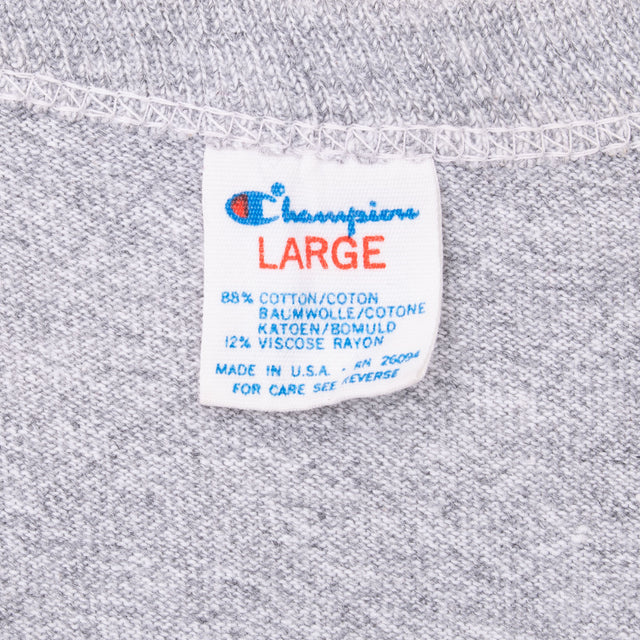 Champion
LARGE
88% COTTON/COTON
BAUMWOLLE/COTONE
KATOEN/BOMULD
12% VISCOSE RAYON
MADE IN U.S.A. - RN 26094
FOR CARE SEE REVERSE